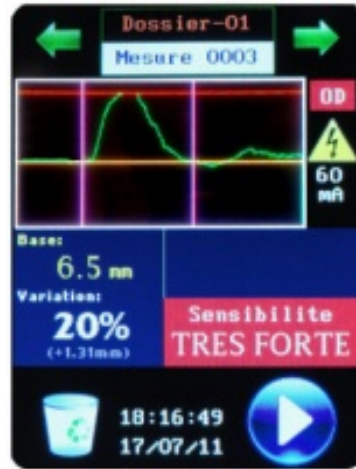 Dossier-01
Mesure 0003
OD
60
mA
Base:
6.5 mm
Variation:
20%
(+1.31mm)
Sensibilite
TRES FORTE
18:16:49
17/07/11